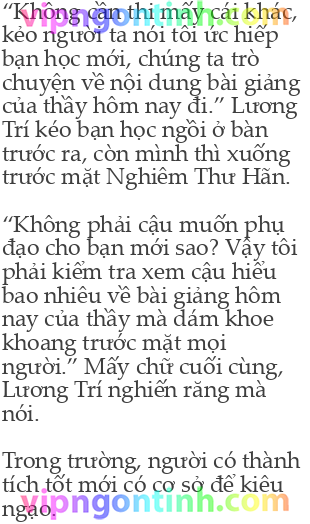 vipngontinh.com
“Không cần thi mấy cái khác,
kẻo người ta nói tôi ức hiếp
bạn học mới, chúng ta trò
chuyện về nội dung bài giảng
của thầy hôm nay đi.” Lương
Trí kéo bạn học ngồi ở bàn
trước ra, còn mình thì xuống
trước mặt Nghiêm Thư Hãn.
“Không phải cậu muốn phụ
đạo cho bạn mới sao? Vậy tôi
phải kiểm tra xem cậu hiểu
bao nhiêu về bài giảng hôm
nay của thầy mà dám khoe
khoang trước mặt mọi
người.” Mấy chữ cuối cùng,
Lương Trí nghiến răng mà
nói.
Trong trường, người có thành
tích tốt mới có cơ sở để kiêu
ngạo.
vipngontinh.com